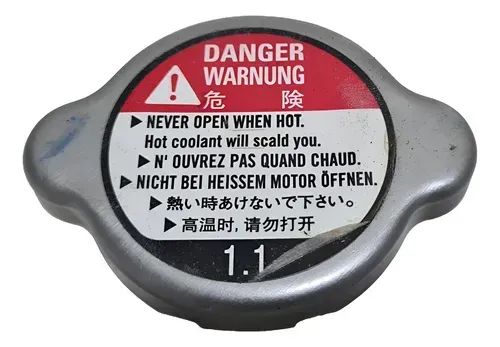 DANGER
WARNUNG
危 険
▶ NEVER OPEN WHEN HOT.
Hot coolant will scald you.
▶ N' OUVREZ PAS QUAND CHAUD.
▶ NICHT BEI HEISSEM MOTOR ÖFFNEN.
▶ 熱い時あけないで下さい。
▶ 高温时, 请勿打开
1.1